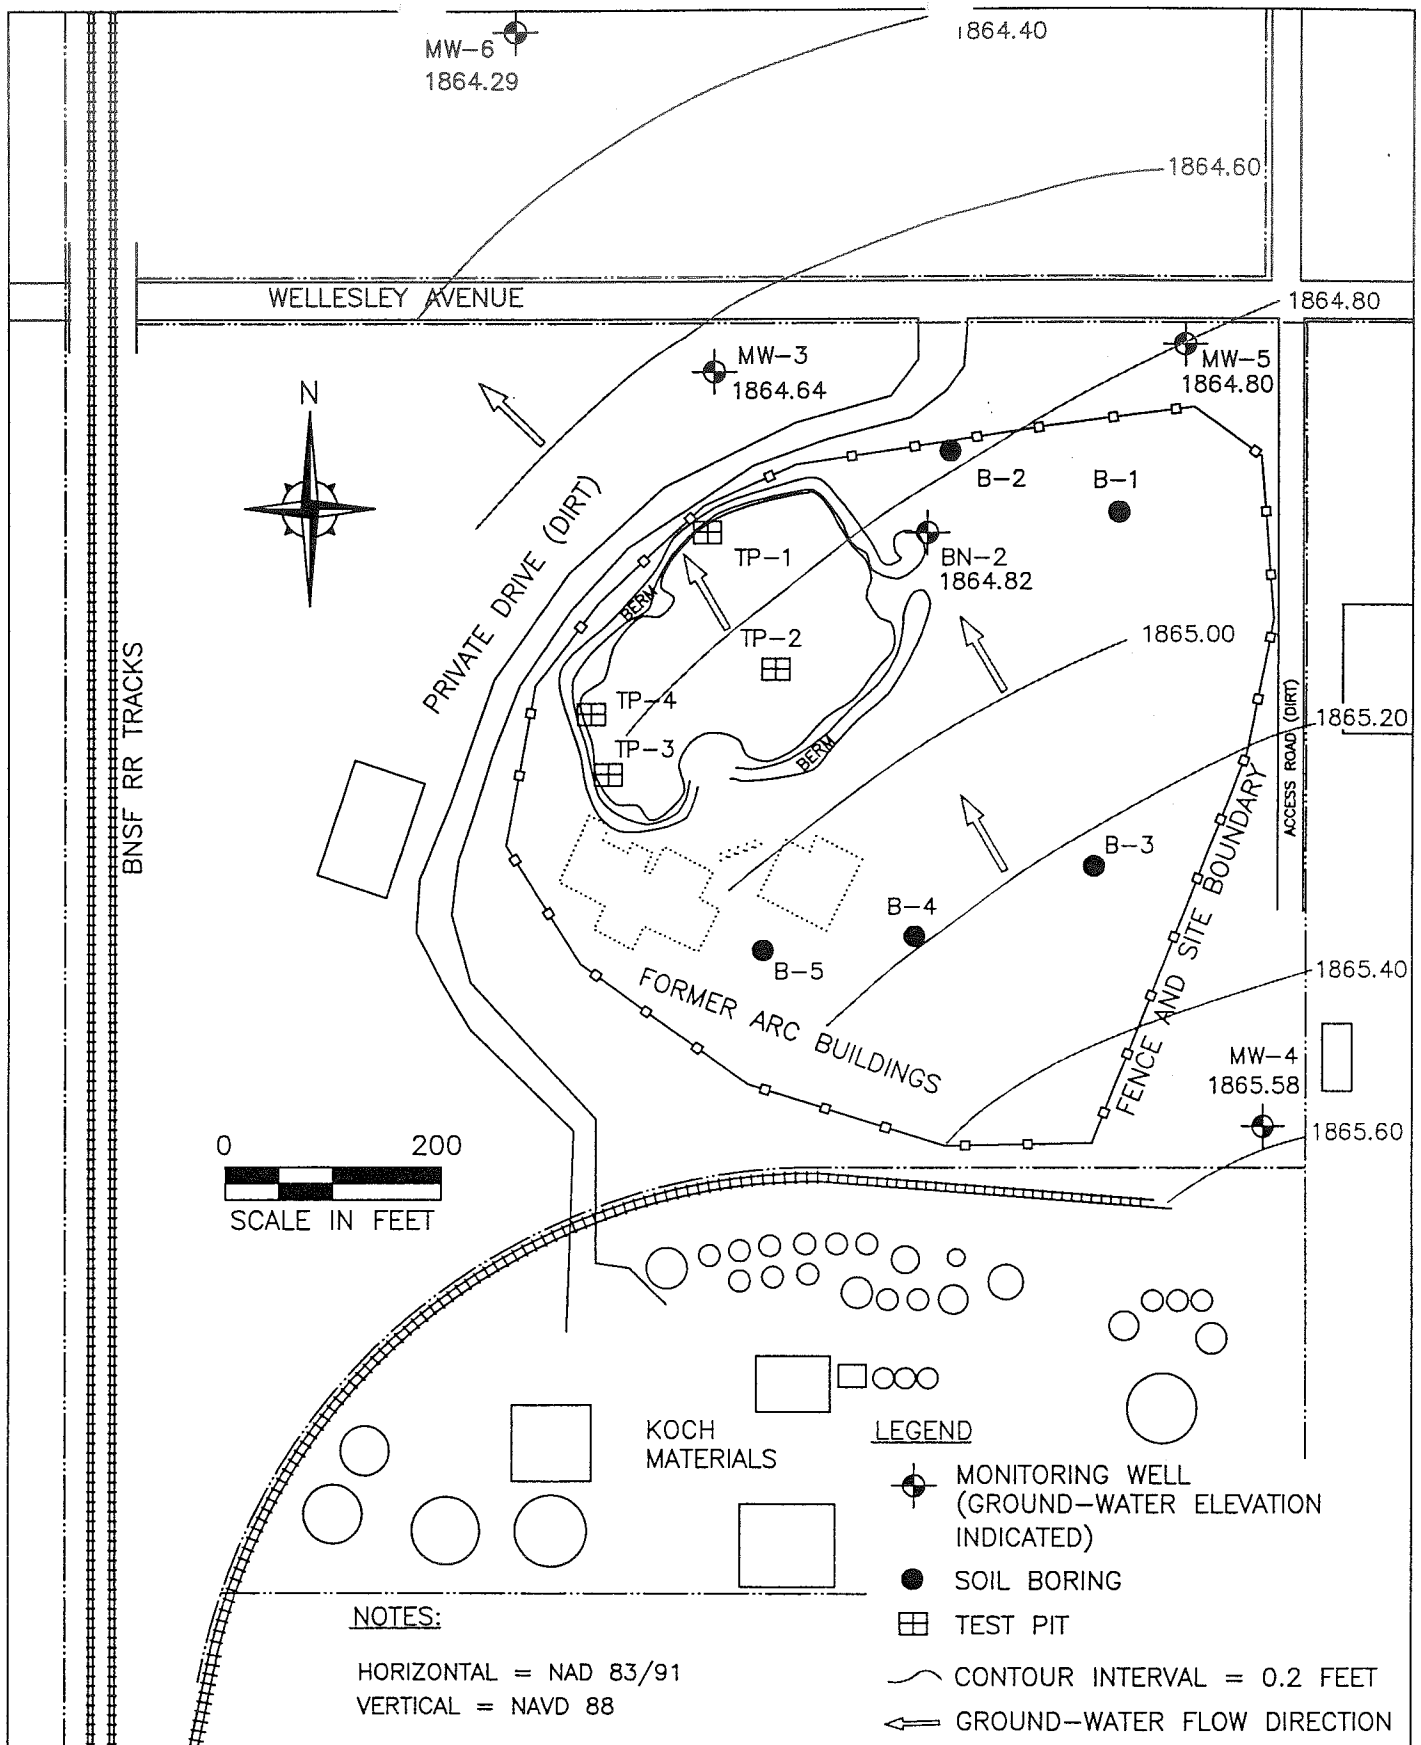 1864.40
MW-6
1864.29
1864.60
WELLESLEY AVENUE
1864.80
MW-3
1864.64
MW-5
1864.80
N
B-2
B-1
PRIVATE DRIVE (DIRT)
TP-1
BN-2
1864.82
BERM
TP-2
1865.00
BNSF RR TRACKS
TP-4
TP-3
1865.20
BERM
ACCESS ROAD (DIRT)
B-3
B-4
B-5
FENCE AND SITE BOUNDARY
1865.40
FORMER ARC BUILDINGS
MW-4
1865.58
1865.60
0 200
SCALE IN FEET
KOCH
MATERIALS
LEGEND
MONITORING WELL
(GROUND-WATER ELEVATION
INDICATED)
SOIL BORING
TEST PIT
CONTOUR INTERVAL = 0.2 FEET
GROUND-WATER FLOW DIRECTION
NOTES:
HORIZONTAL = NAD 83/91
VERTICAL = NAVD 88